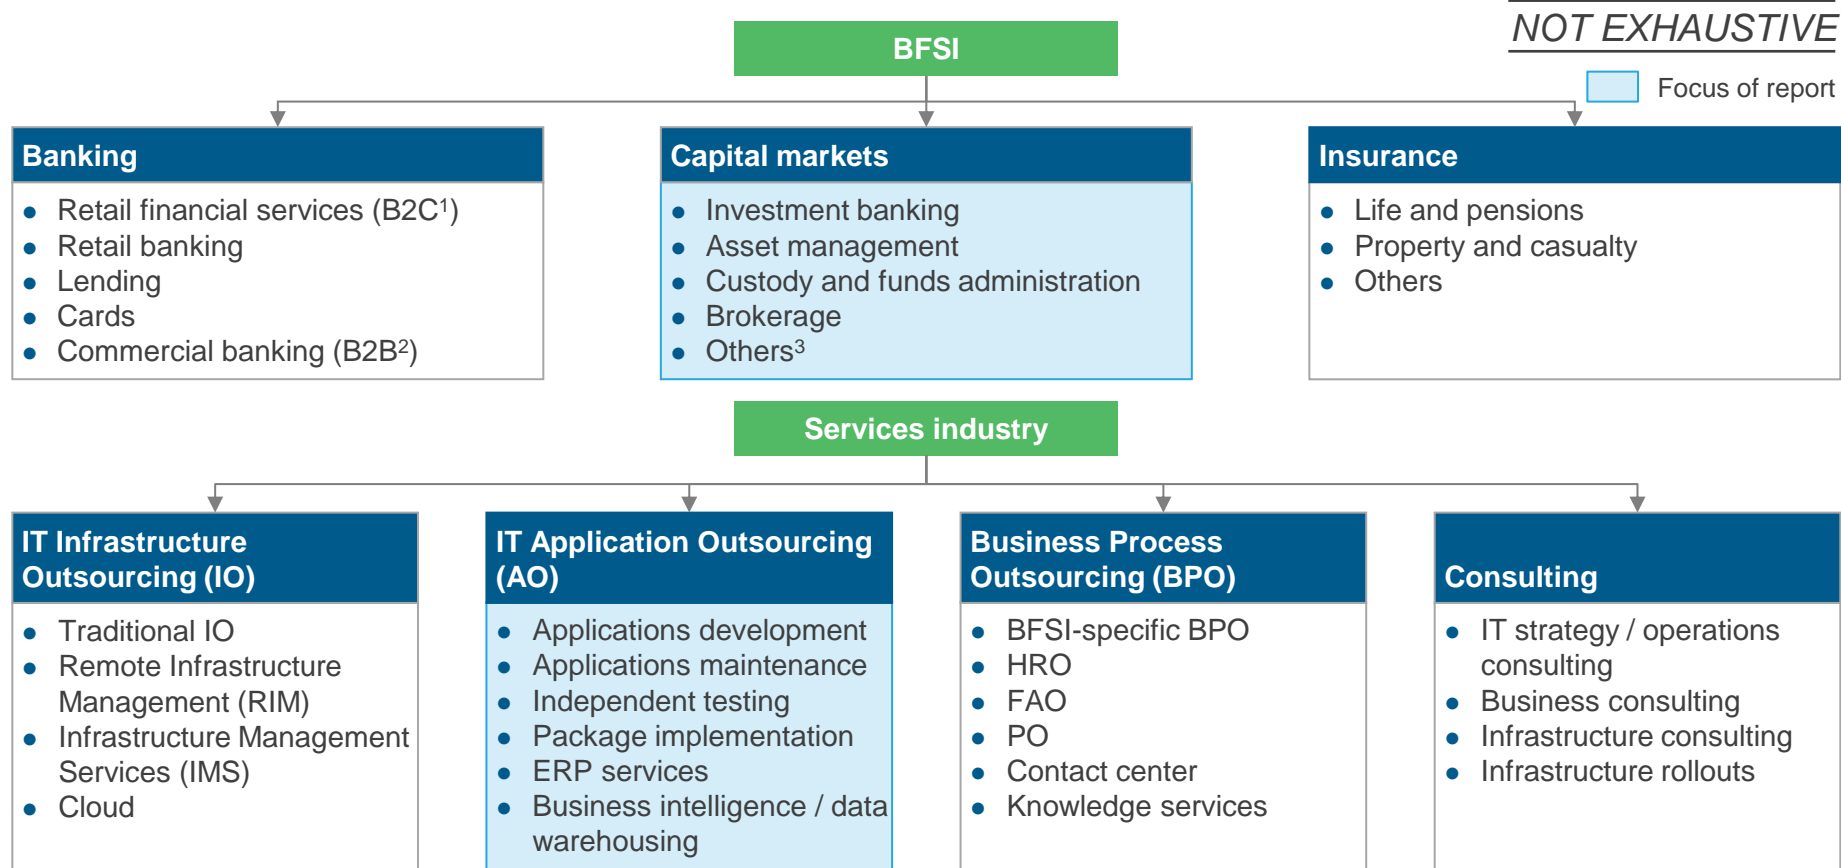 NOT EXHAUSTIVE
BFSI
Focus of report
Banking
● Retail financial services (B2C¹)
● Retail banking
● Lending
● Cards
● Commercial banking (B2B²)
Capital markets
● Investment banking
● Asset management
● Custody and funds administration
● Brokerage
● Others³
Insurance
● Life and pensions
● Property and casualty
● Others
Services industry
IT Infrastructure
Outsourcing (IO)
● Traditional IO
● Remote Infrastructure
Management (RIM)
● Infrastructure Management
Services (IMS)
● Cloud
IT Application Outsourcing
(AO)
● Applications development
● Applications maintenance
● Independent testing
● Package implementation
● ERP services
● Business intelligence / data
warehousing
Business Process
Outsourcing (BPO)
● BFSI-specific BPO
● HRO
● FAO
● PO
● Contact center
● Knowledge services
Consulting
● IT strategy / operations
consulting
● Business consulting
● Infrastructure consulting
● Infrastructure rollouts